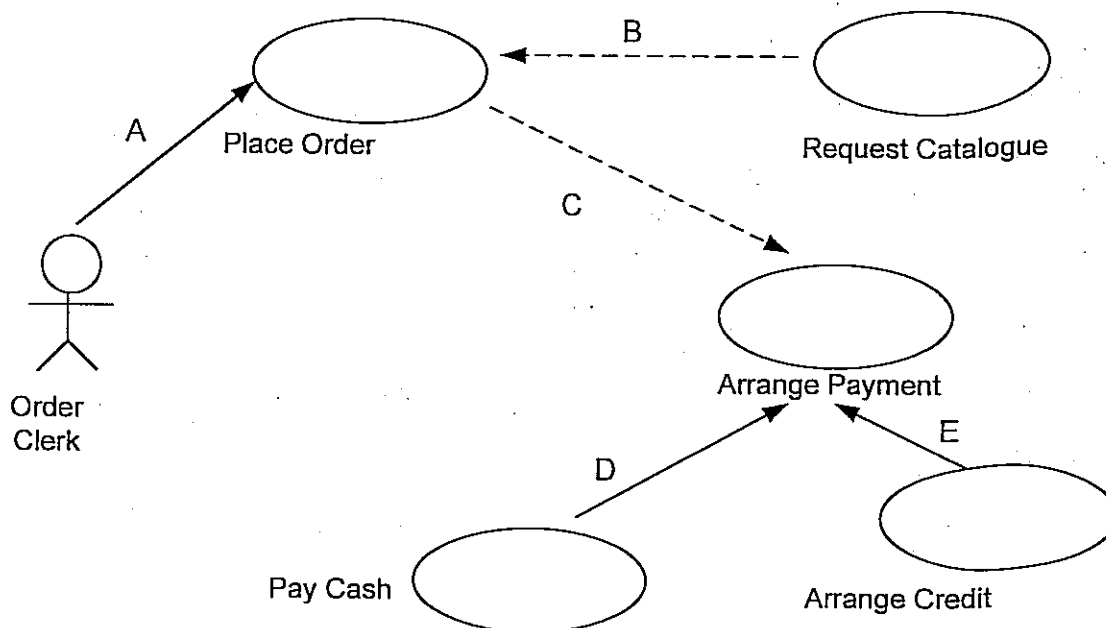 B
A
Place Order
Request Catalogue
C
Order
Clerk
Arrange Payment
E
D
Pay Cash
Arrange Credit